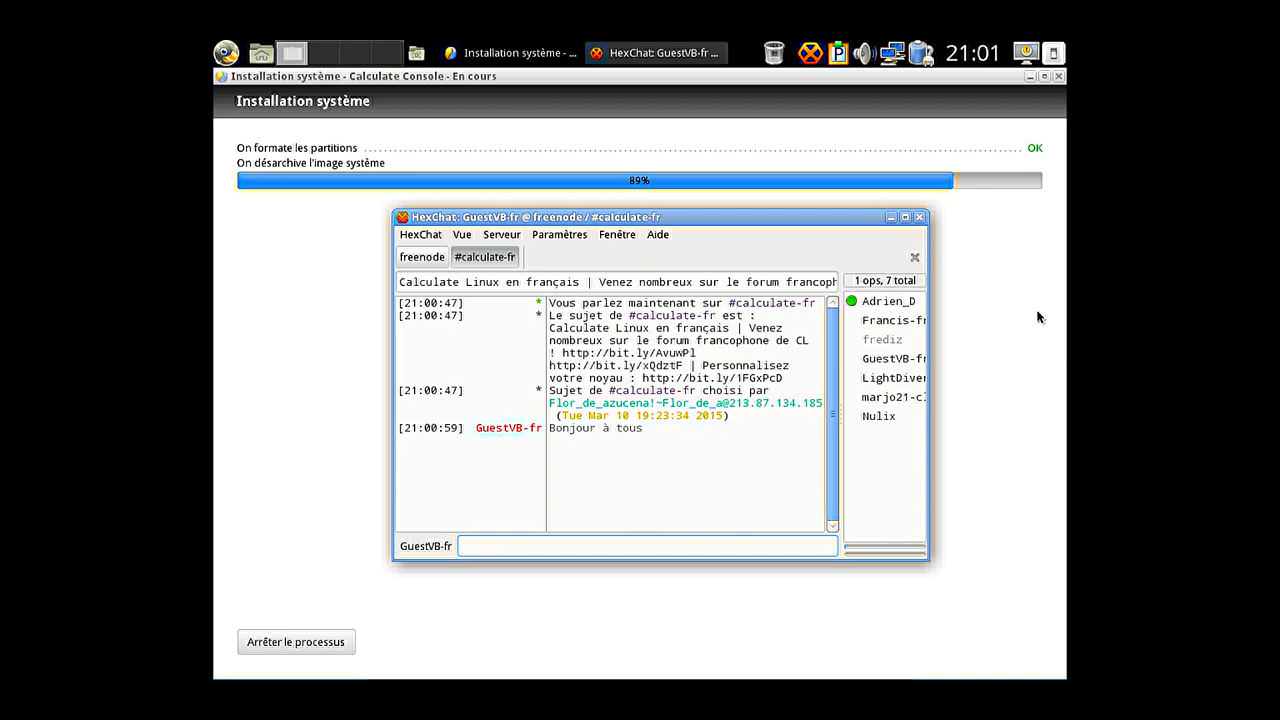 Installation système - ...
HexChat: GuestVB-fr ...
P
21:01
Installation système - Calculate Console - En cours
Installation système
On formate les partitions
OK
On désarchive l'image système
89%
HexChat: GuestVB-fr @ freenode / #calculate-fr
HexChat Vue Serveur Paramètres Fenêtre Aide
freenode #calculate-fr
Calculate Linux en français | Venez nombreux sur le forum francoph
1 ops, 7 total
[21:00:47] * Vous parlez maintenant sur #calculate-fr
[21:00:47] * Le sujet de #calculate-fr est :
Calculate Linux en français | Venez
nombreux sur le forum francophone de CL
! http://bit.ly/AvuwPl
http://bit.ly/xQdztF | Personnalisez
votre noyau : http://bit.ly/1FGxPcD
[21:00:47] * Sujet de #calculate-fr choisi par
Flor_de_azucena!~Flor_de_a@213.87.134.185
(Tue Mar 10 19:23:34 2015)
[21:00:59] GuestVB-fr Bonjour à tous
Adrien_D
Francis-fr
frediz
GuestVB-fr
LightDiver
marjo21-cl
Nulix
GuestVB-fr
Arrêter le processus